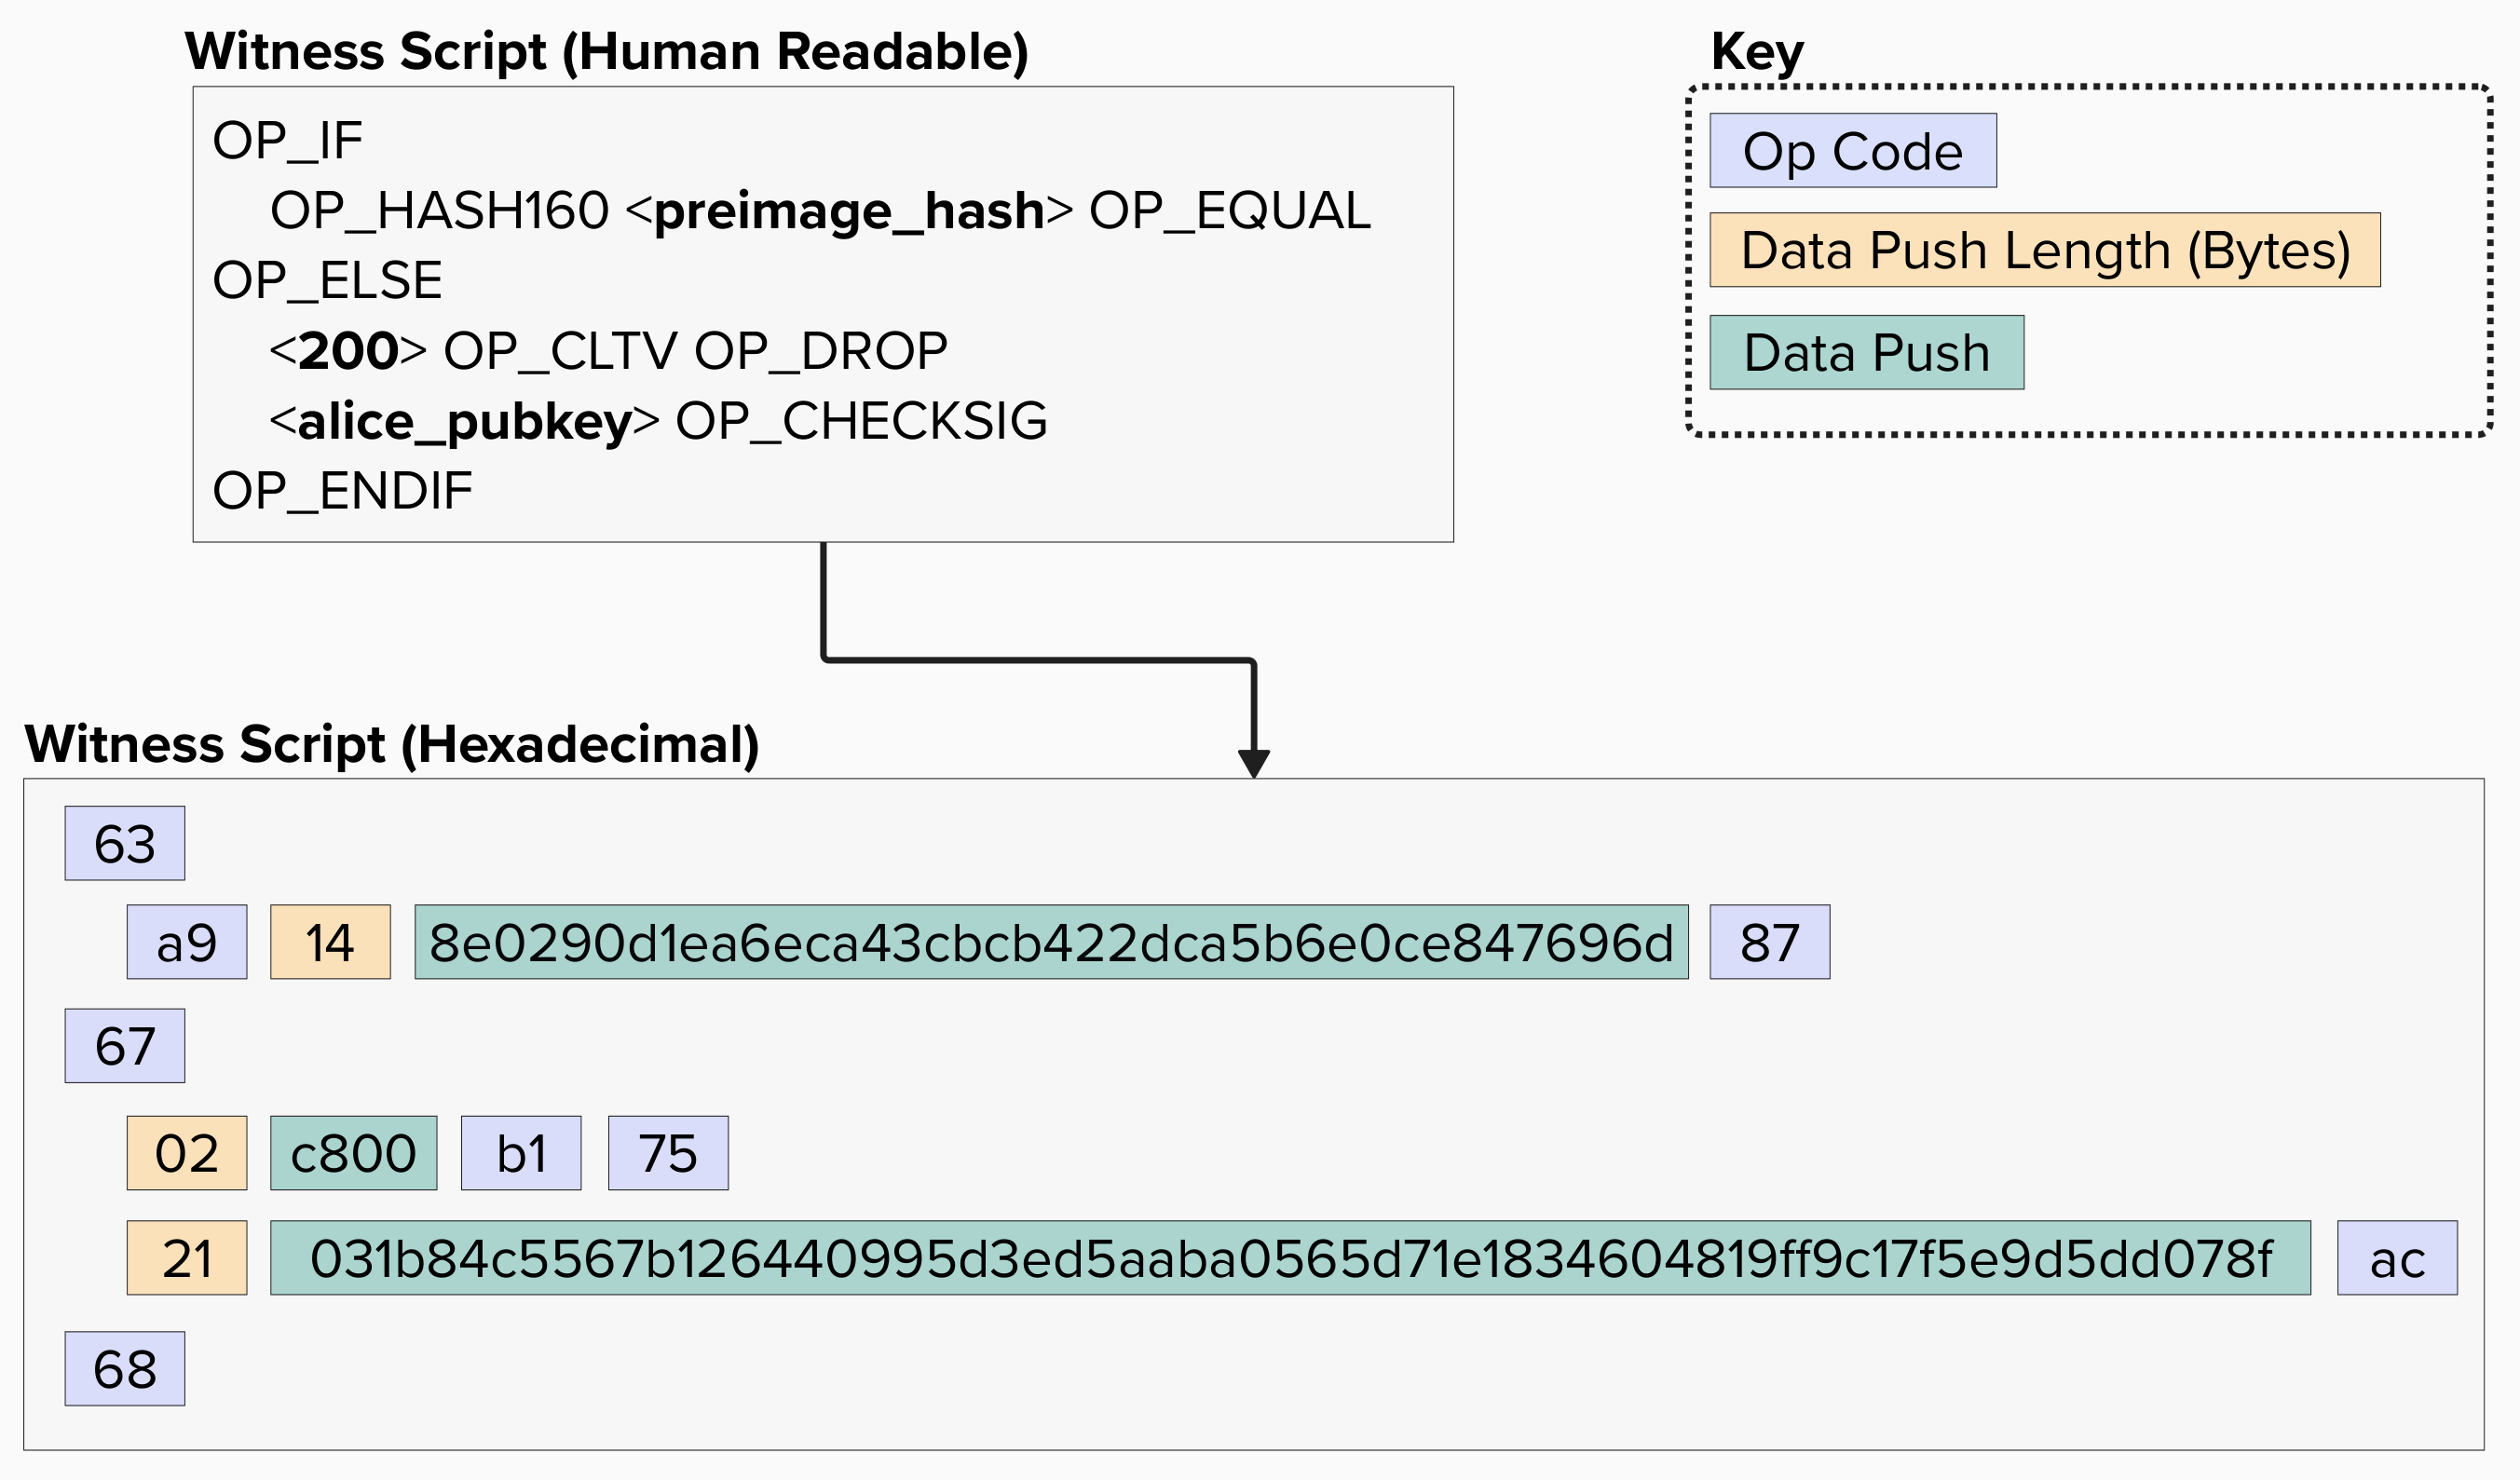 Witness Script (Human Readable)
OP_IF
OP_HASH160 <preimage_hash> OP_EQUAL
OP_ELSE
<200> OP_CLTV OP_DROP
<alice_pubkey> OP_CHECKSIG
OP_ENDIF
Key
Op Code
Data Push Length (Bytes)
Data Push
Witness Script (Hexadecimal)
63
a9 14 8e0290d1ea6eca43cbcb422dca5b6e0ce847696d 87
67
02 c800 b1 75
21 031b84c5567b126440995d3ed5aaba0565d71e1834604819ff9c17f5e9d5dd078f ac
68